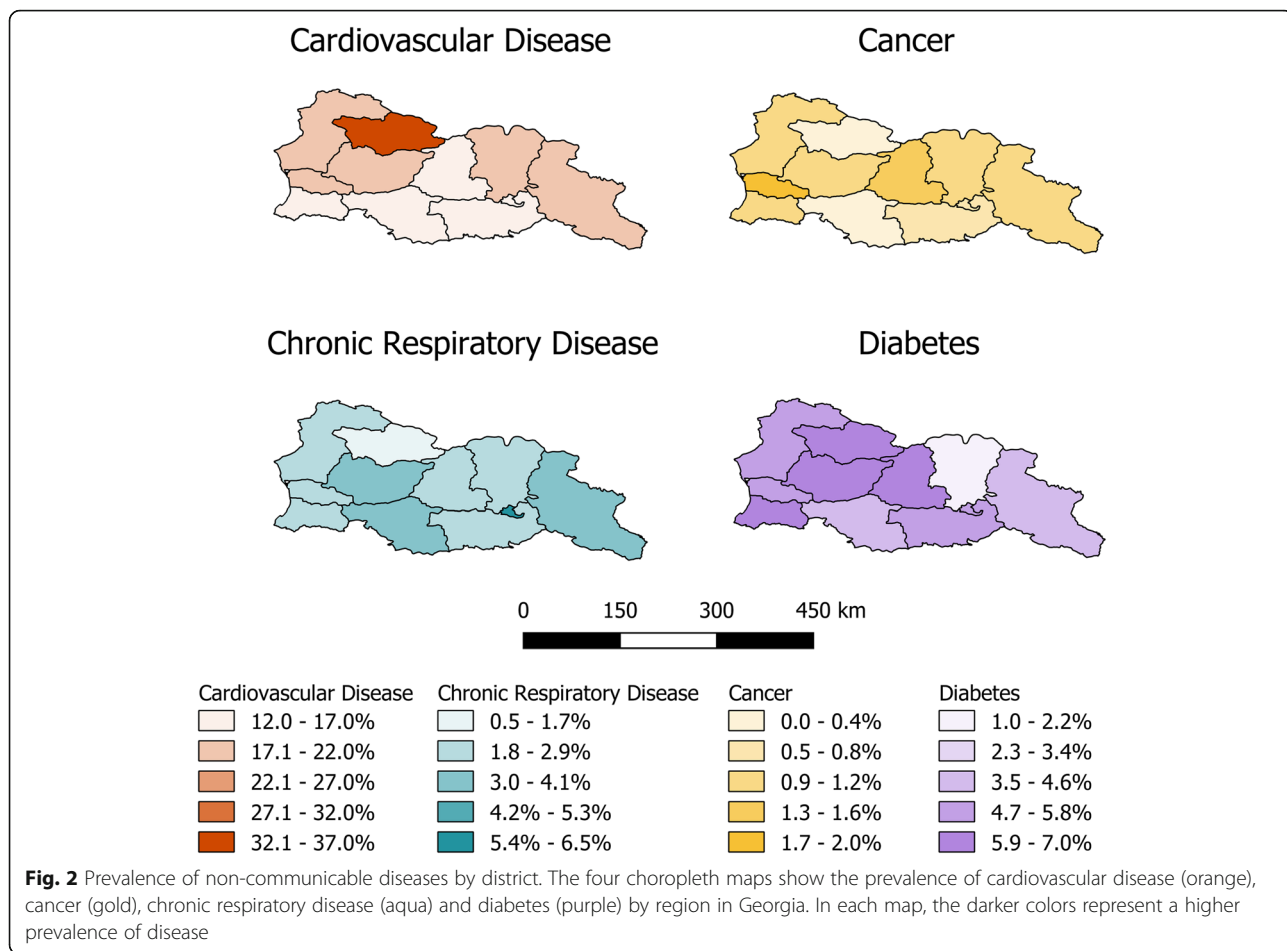 Cardiovascular Disease
Cancer
Chronic Respiratory Disease
Diabetes
0 150 300 450 km
Cardiovascular Disease
12.0 - 17.0%
17.1 - 22.0%
22.1 - 27.0%
27.1 - 32.0%
32.1 - 37.0%
Chronic Respiratory Disease
0.5 - 1.7%
1.8 - 2.9%
3.0 - 4.1%
4.2% - 5.3%
5.4% - 6.5%
Cancer
0.0 - 0.4%
0.5 - 0.8%
0.9 - 1.2%
1.3 - 1.6%
1.7 - 2.0%
Diabetes
1.0 - 2.2%
2.3 - 3.4%
3.5 - 4.6%
4.7 - 5.8%
5.9 - 7.0%
Fig. 2 Prevalence of non-communicable diseases by district. The four choropleth maps show the prevalence of cardiovascular disease (orange),
cancer (gold), chronic respiratory disease (aqua) and diabetes (purple) by region in Georgia. In each map, the darker colors represent a higher
prevalence of disease